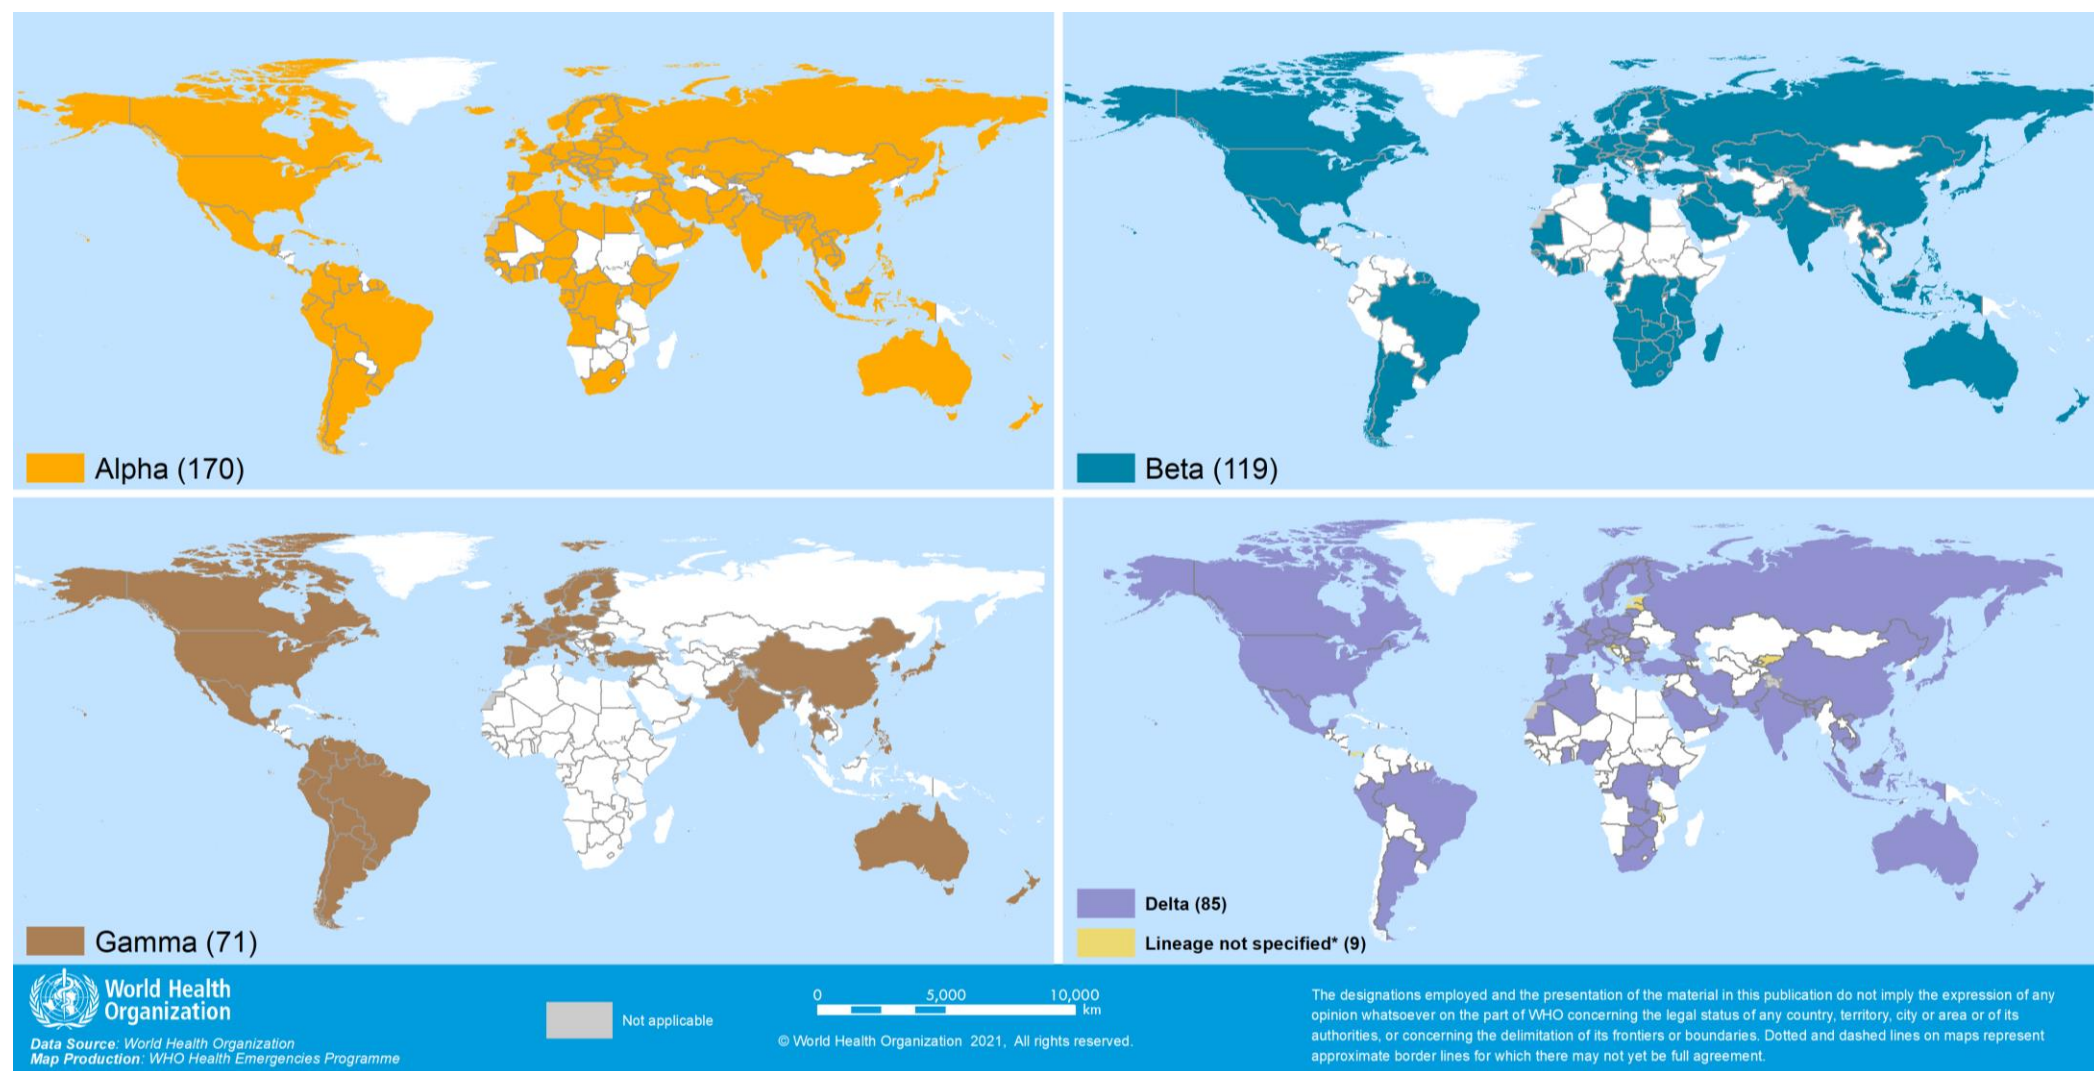 Alpha (170)
Beta (119)
Gamma (71)
Delta (85)
Lineage not specified* (9)
World Health
Organization
Data Source: World Health Organization
Map Production: WHO Health Emergencies Programme
Not applicable
0 5,000 10,000
km
© World Health Organization 2021, All rights reserved.
The designations employed and the presentation of the material in this publication do not imply the expression of any
opinion whatsoever on the part of WHO concerning the legal status of any country, territory, city or area or of its
authorities, or concerning the delimitation of its frontiers or boundaries. Dotted and dashed lines on maps represent
approximate border lines for which there may not yet be full agreement.